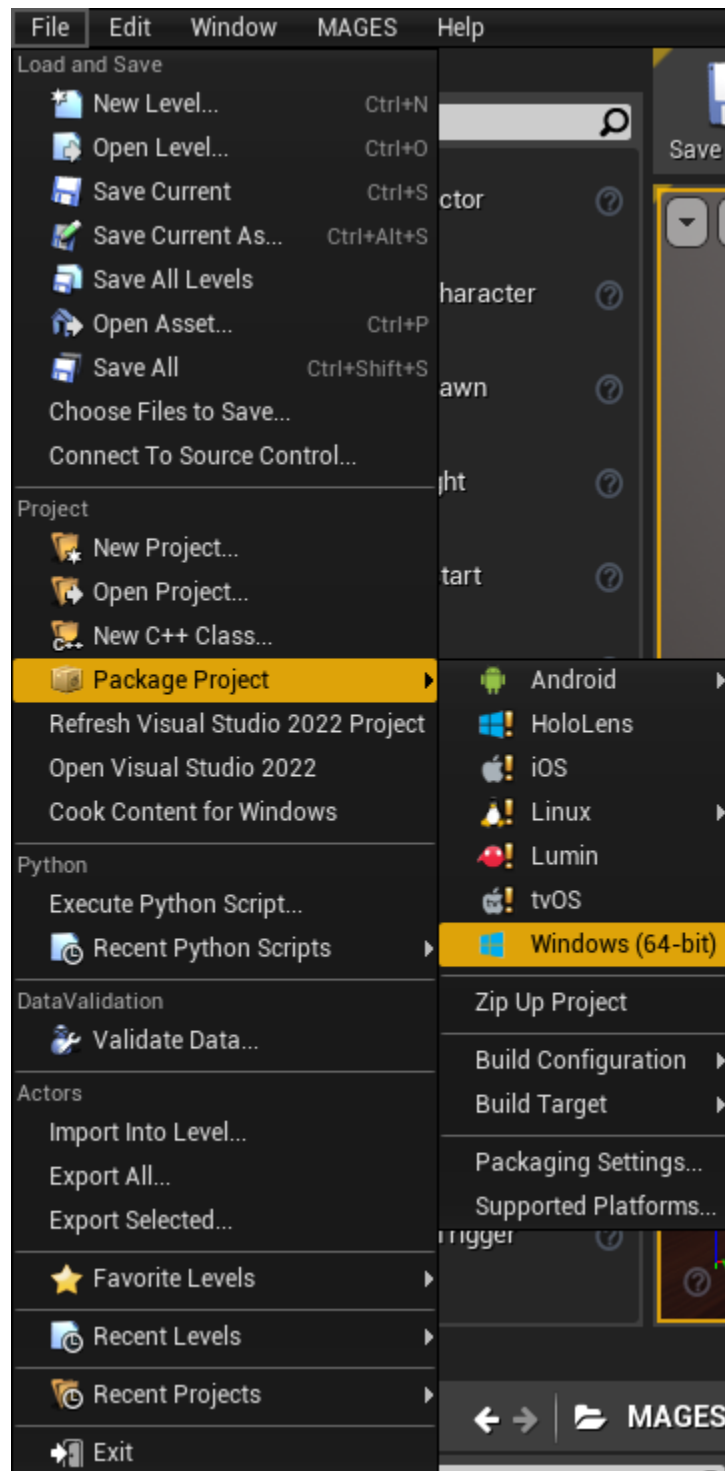 File Edit Window MAGES Help
Load and Save
New Level... Ctrl+N
Open Level... Ctrl+O
Save Current Ctrl+S
Save Current As... Ctrl+Alt+S
Save All Levels
Open Asset... Ctrl+P
Save All Ctrl+Shift+S
Choose Files to Save...
Connect To Source Control...
Project
New Project...
Open Project...
New C++ Class...
Package Project
Refresh Visual Studio 2022 Project
Open Visual Studio 2022
Cook Content for Windows
Python
Execute Python Script...
Recent Python Scripts
DataValidation
Validate Data...
Actors
Import Into Level...
Export All...
Export Selected...
Favorite Levels
Recent Levels
Recent Projects
Exit
Save
ctor
haracter
awn
ght
tart
Android
HoloLens
iOS
Linux
Lumin
tvOS
Windows (64-bit)
Zip Up Project
Build Configuration
Build Target
Packaging Settings...
Supported Platforms...
rigger
MAGES